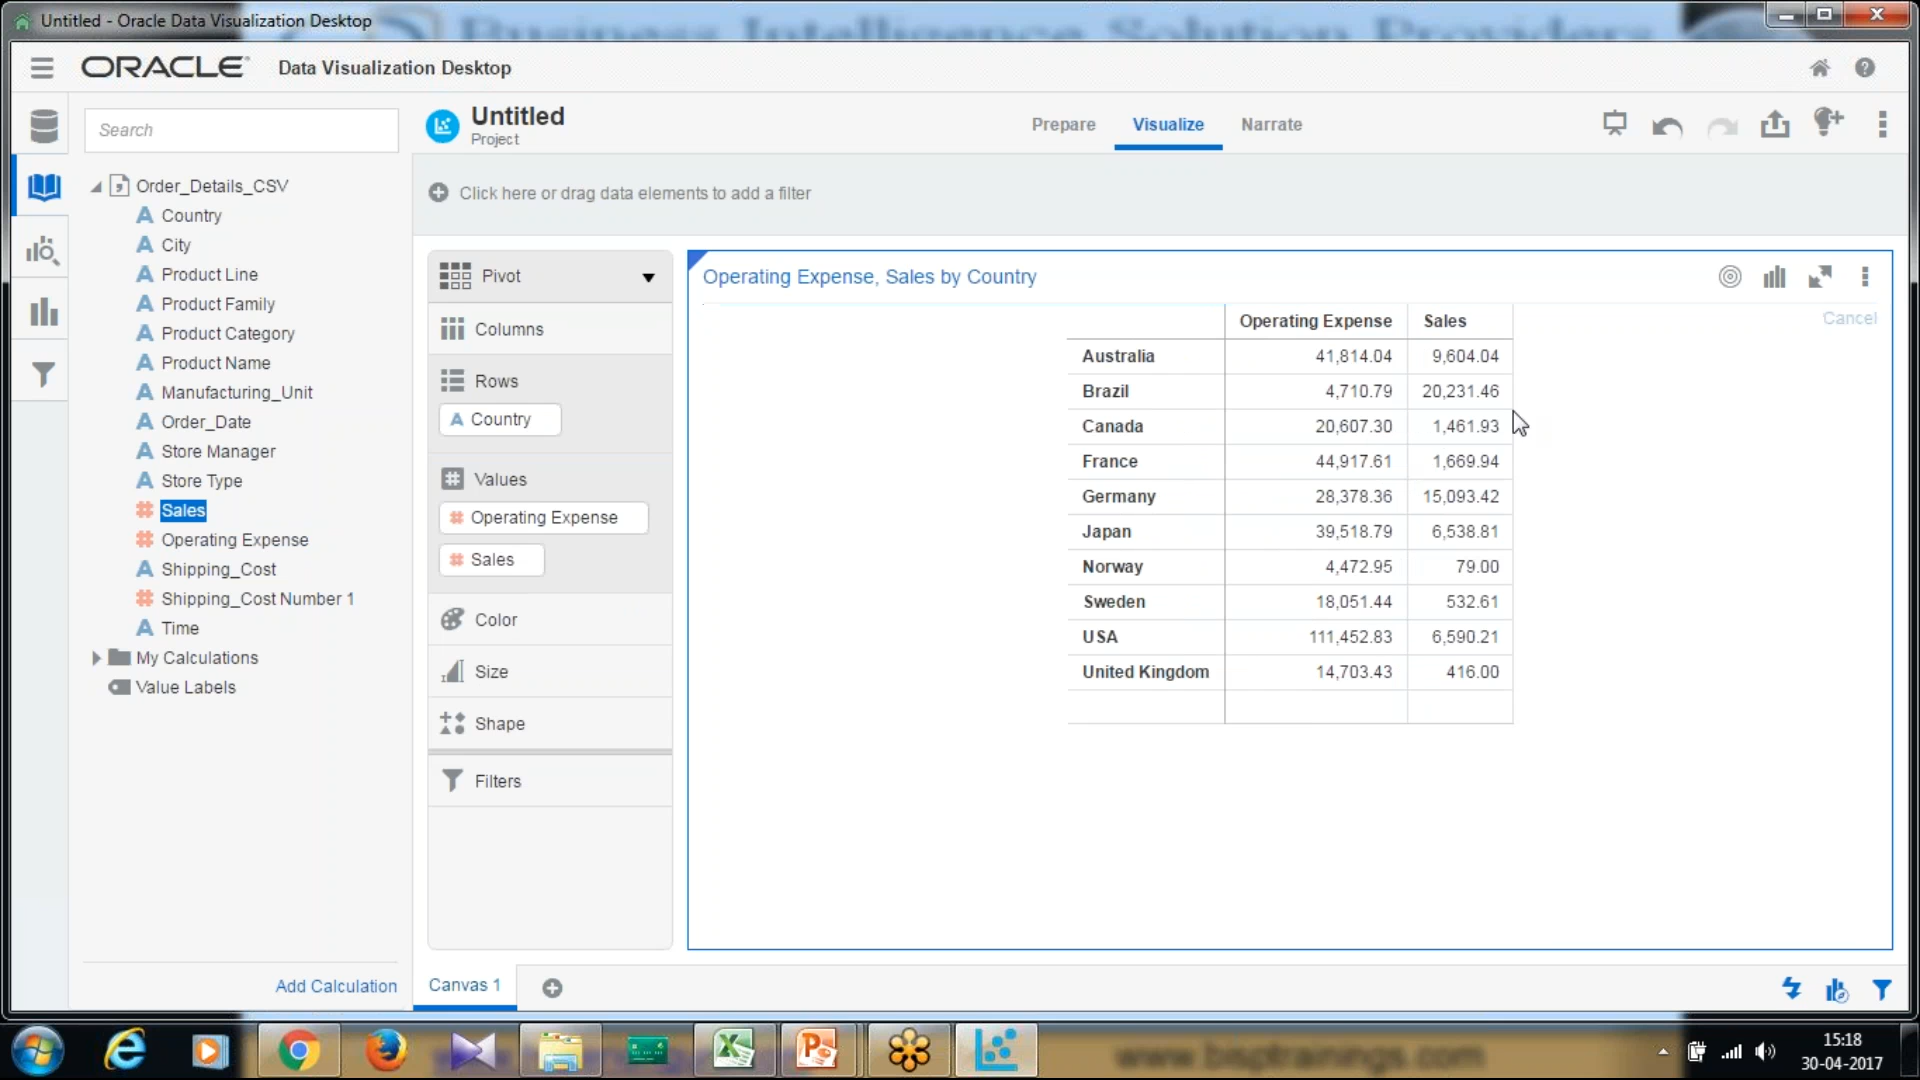 Untitled - Oracle Data Visualization Desktop
Business Intelligence Solution Providers
ORACLE
Data Visualization Desktop
Search
Untitled
Project
Prepare
Visualize
Narrate
Click here or drag data elements to add a filter
Order_Details_CSV
Country
City
Product Line
Product Family
Product Category
Product Name
Manufacturing_Unit
Order_Date
Store Manager
Store Type
Sales
Operating Expense
Shipping_Cost
Shipping_Cost Number 1
Time
My Calculations
Value Labels
Add Calculation
Pivot
Columns
Rows
Country
Values
Operating Expense
Sales
Color
Size
Shape
Filters
Operating Expense, Sales by Country
Cancel
Operating Expense Sales
Australia 41,814.04 9,604.04
Brazil 4,710.79 20,231.46
Canada 20,607.30 1,461.93
France 44,917.61 1,669.94
Germany 28,378.36 15,093.42
Japan 39,518.79 6,538.81
Norway 4,472.95 79.00
Sweden 18,051.44 532.61
USA 111,452.83 6,590.21
United Kingdom 14,703.43 416.00
Canvas 1
15:18
30-04-2017